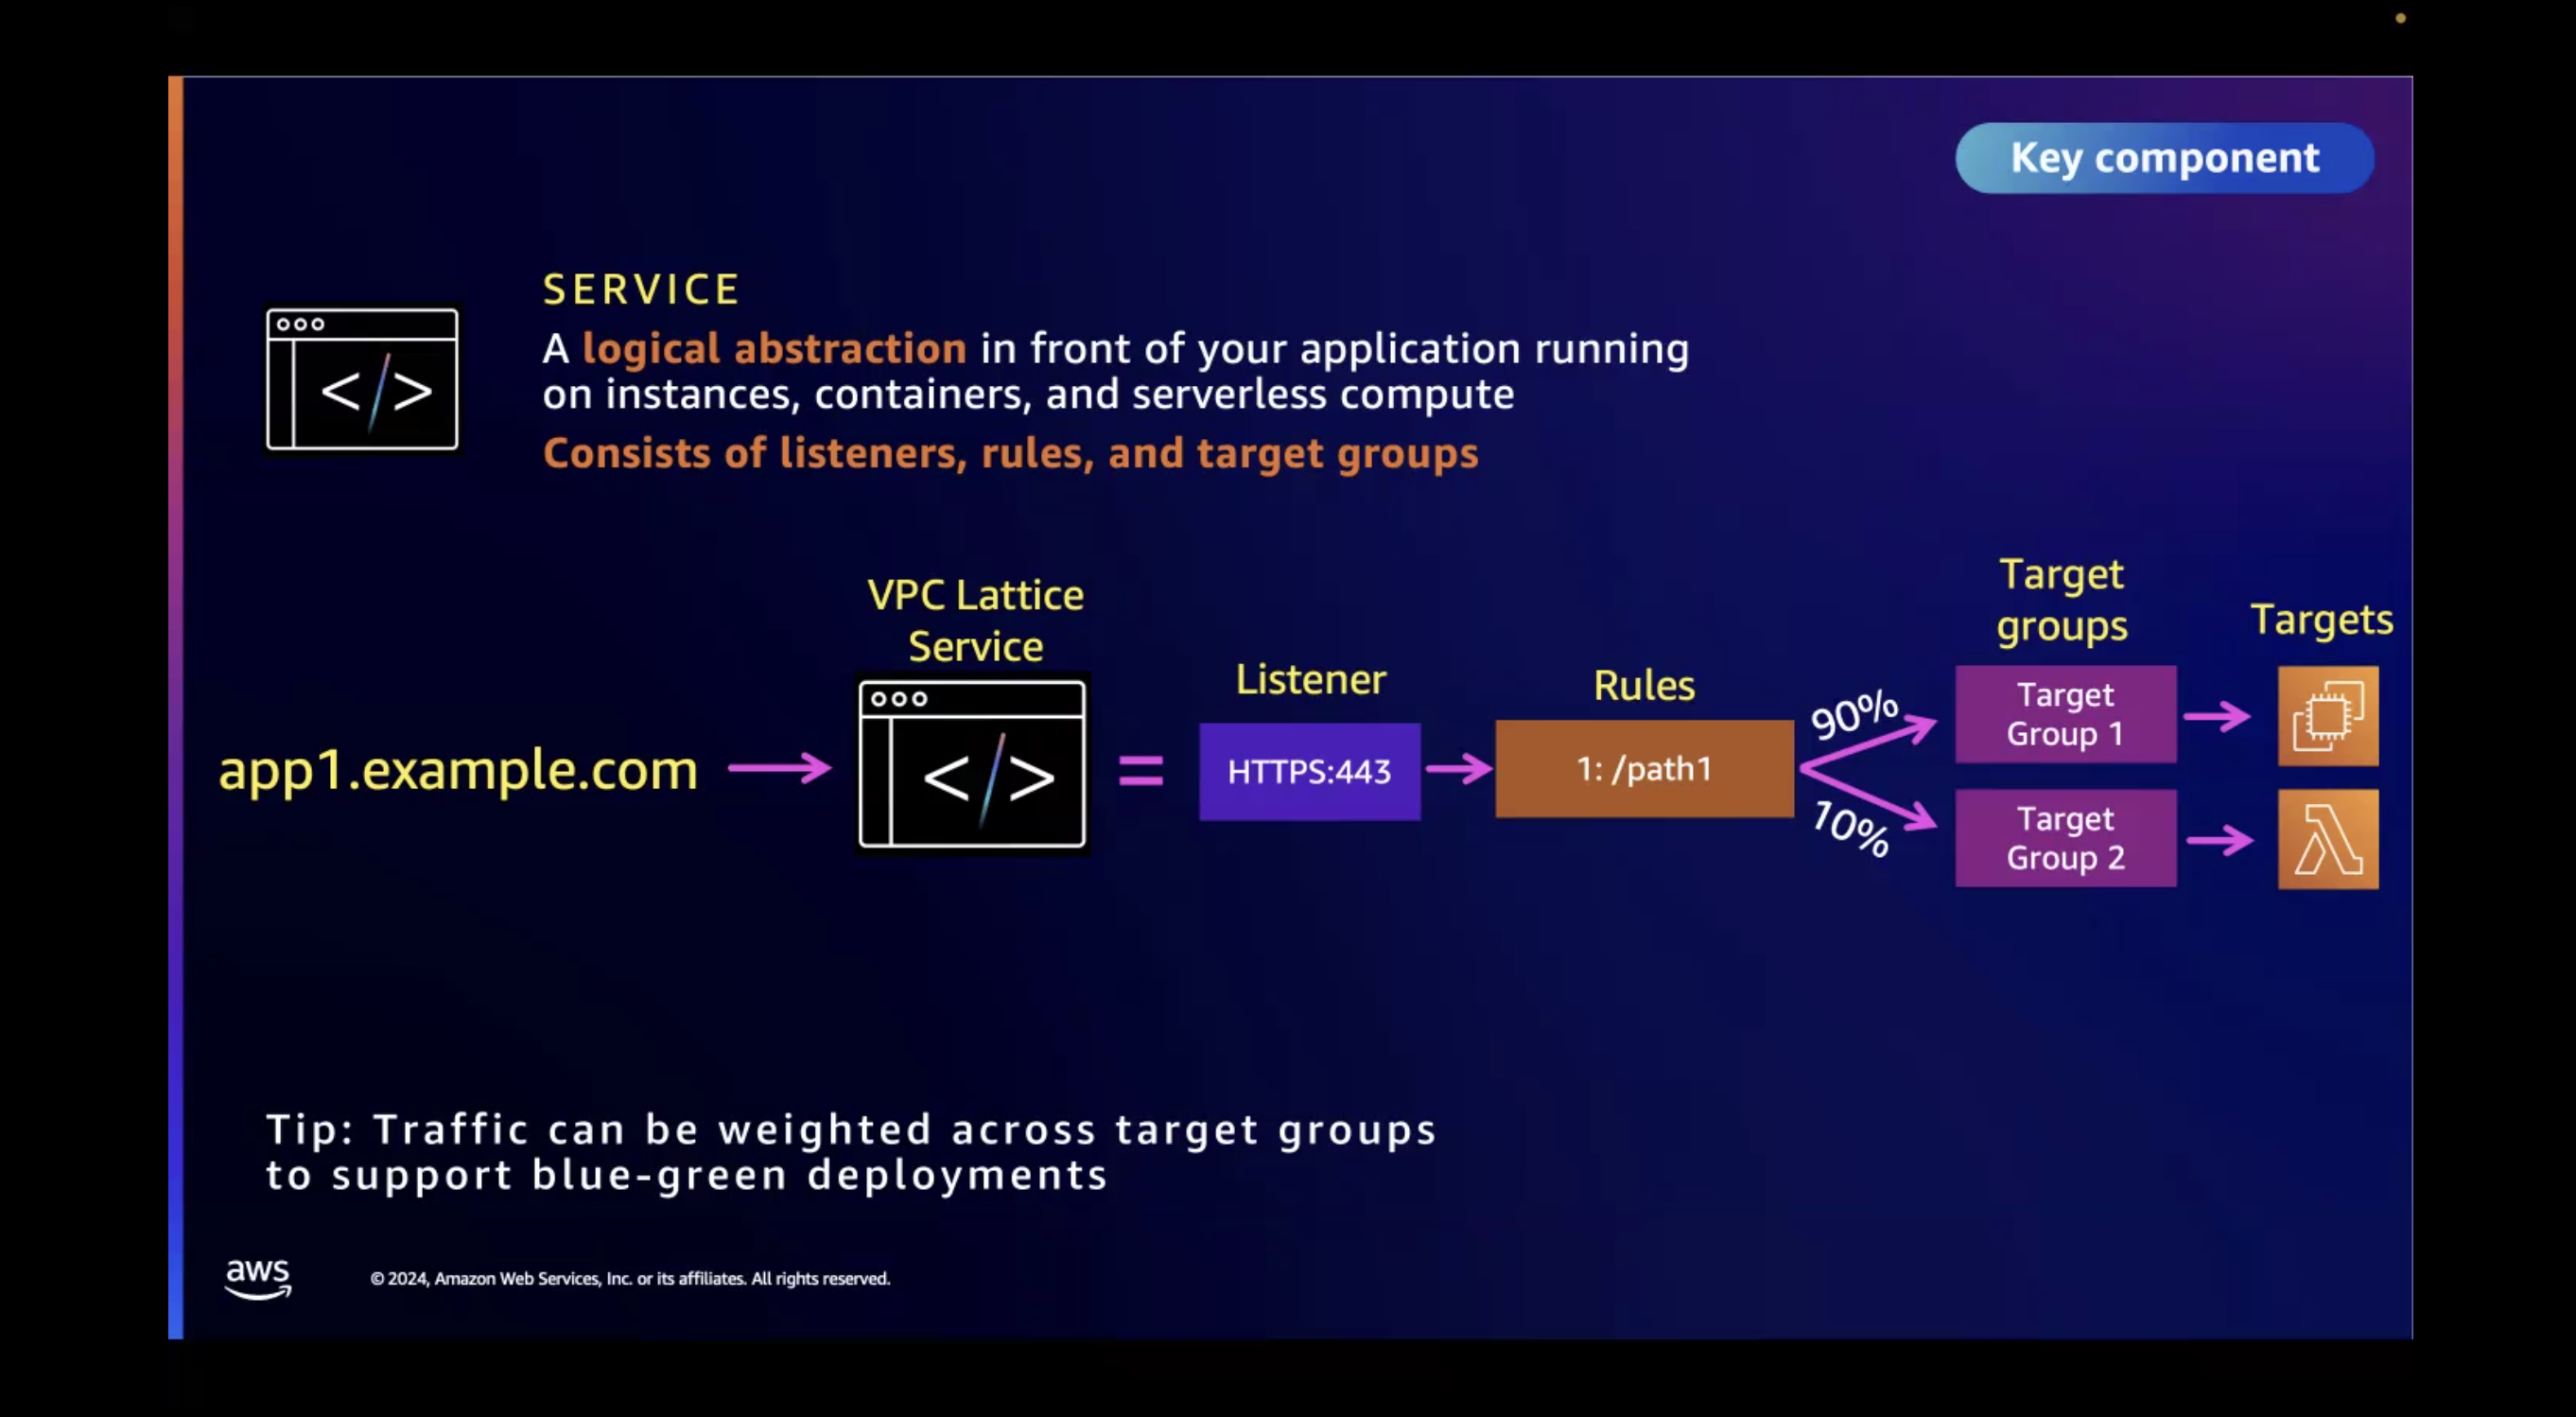 Key component
SERVICE
A logical abstraction in front of your application running
on instances, containers, and serverless compute
Consists of listeners, rules, and target groups
app1.example.com
VPC Lattice
Service
</>
=
Listener
HTTPS:443
Rules
1: /path1
90%
10%
Target
groups
Target
Group 1
Target
Group 2
Targets
Tip: Traffic can be weighted across target groups
to support blue-green deployments
aws
© 2024, Amazon Web Services, Inc. or its affiliates. All rights reserved.